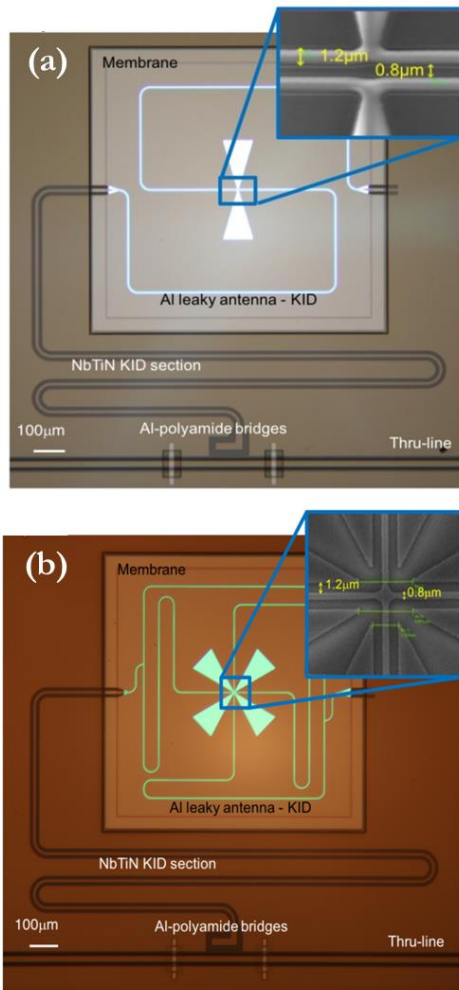 (a)
Membrane
1.2µm
0.8µm
Al leaky antenna - KID
NbTiN KID section
100µm
Al-polyamide bridges
Thru-line
(b)
Membrane
1.2µm
0.8µm
Al leaky antenna - KID
NbTiN KID section
100µm
Al-polyamide bridges
Thru-line